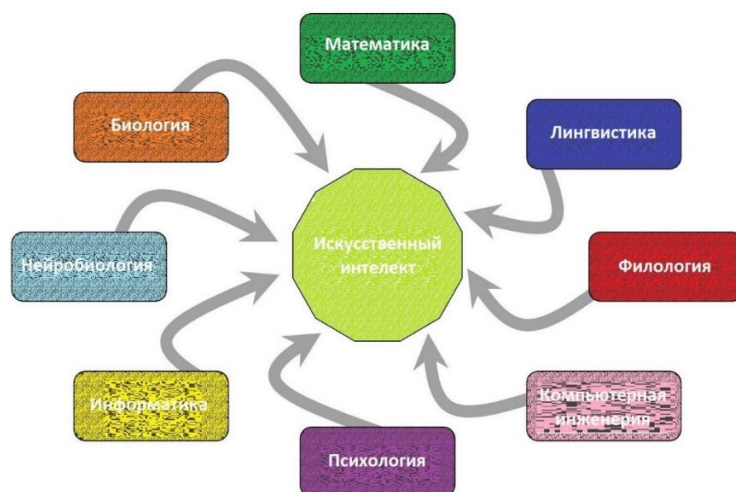 Математика
Биология
Лингвистика
Нейробиология
Искусственный
интелект
Филология
Информатика
Компьютерная
инженерия
Психология